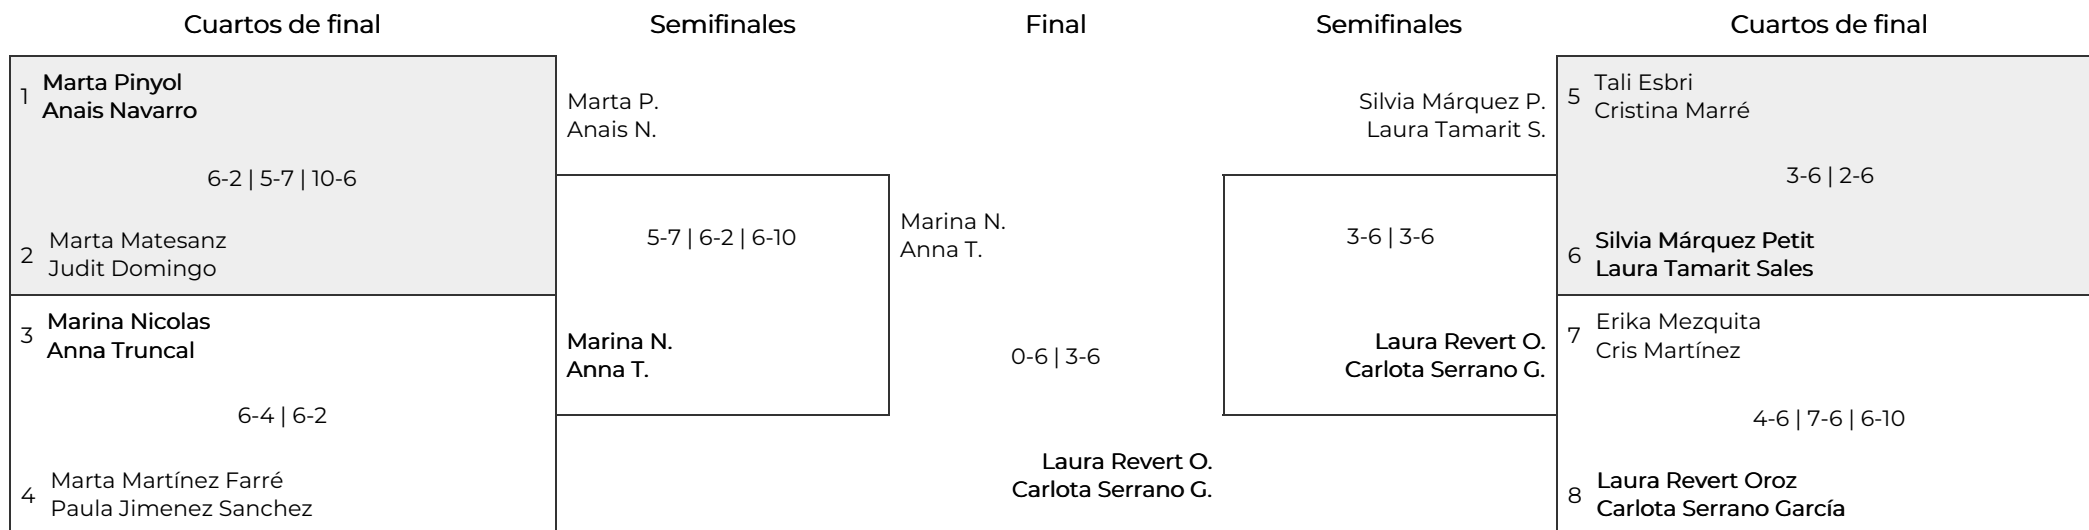 Cuartos de final
Semifinales
Final
Semifinales
Cuartos de final
1
Marta Pinyol
Anais Navarro
6-2 | 5-7 | 10-6
2
Marta Matesanz
Judit Domingo
3
Marina Nicolas
Anna Truncal
6-4 | 6-2
4
Marta Martínez Farré
Paula Jimenez Sanchez
Marta P.
Anais N.
5-7 | 6-2 | 6-10
Marina N.
Anna T.
Marina N.
Anna T.
0-6 | 3-6
Laura Revert O.
Carlota Serrano G.
Silvia Márquez P.
Laura Tamarit S.
3-6 | 3-6
Laura Revert O.
Carlota Serrano G.
5
Tali Esbri
Cristina Marré
3-6 | 2-6
6
Silvia Márquez Petit
Laura Tamarit Sales
7
Erika Mezquita
Cris Martínez
4-6 | 7-6 | 6-10
8
Laura Revert Oroz
Carlota Serrano García